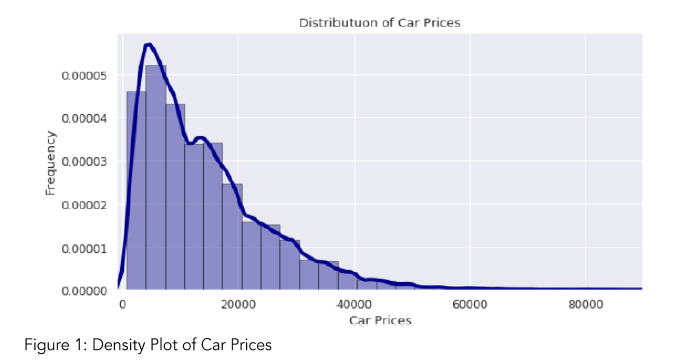 Distributuon of Car Prices
0.00005
0.00004
0.00003
0.00002
0.00001
0.00000
Frequency
0 20000 40000 60000 80000
Car Prices
Figure 1: Density Plot of Car Prices